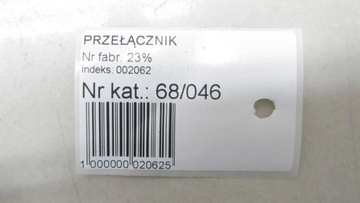 PRZEŁĄCZNIK
Nr fabr. 23%
Indeks: 002062
Nr kat.: 68/046
1 000000 020625